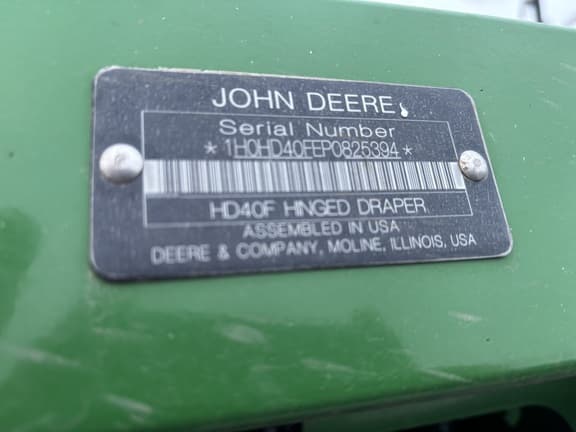 JOHN DEERE
Serial Number
*1H0HD40FEP0825394*
HD40F HINGED DRAPER
ASSEMBLED IN USA
DEERE & COMPANY, MOLINE, ILLINOIS, USA